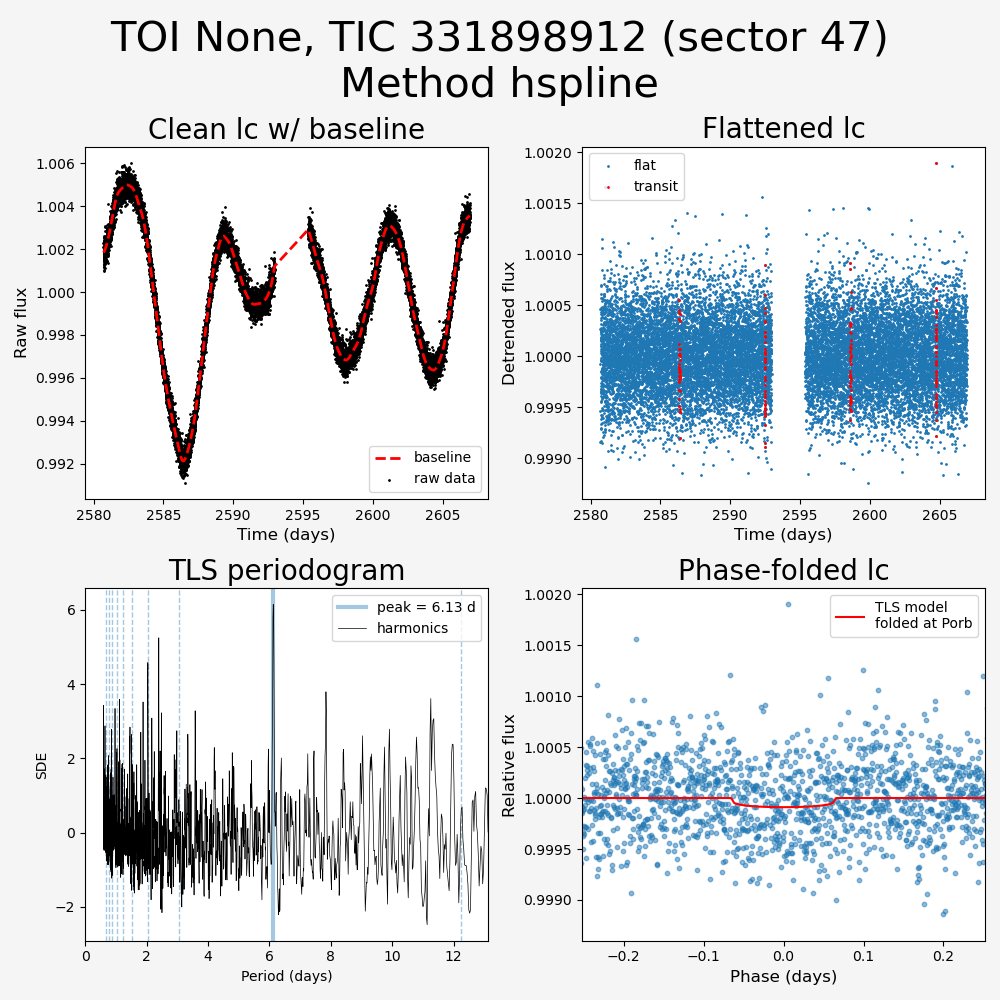 TOI None, TIC 331898912 (sector 47)
Method hspline
Clean lc w/ baseline
Raw flux
1.006
1.004
1.002
1.000
0.998
0.996
0.994
0.992
baseline
raw data
2580
2585
2590
2595
2600
2605
Time (days)
Flattened lc
Detrended flux
1.0020
1.0015
1.0010
1.0005
1.0000
0.9995
0.9990
flat
transit
2580
2585
2590
2595
2600
2605
Time (days)
TLS periodogram
SDE
6
4
2
0
−2
peak = 6.13 d
harmonics
0
2
4
6
8
10
12
Period (days)
Phase-folded lc
Relative flux
1.0020
1.0015
1.0010
1.0005
1.0000
0.9995
0.9990
TLS model
folded at Porb
−0.2
−0.1
0.0
0.1
0.2
Phase (days)